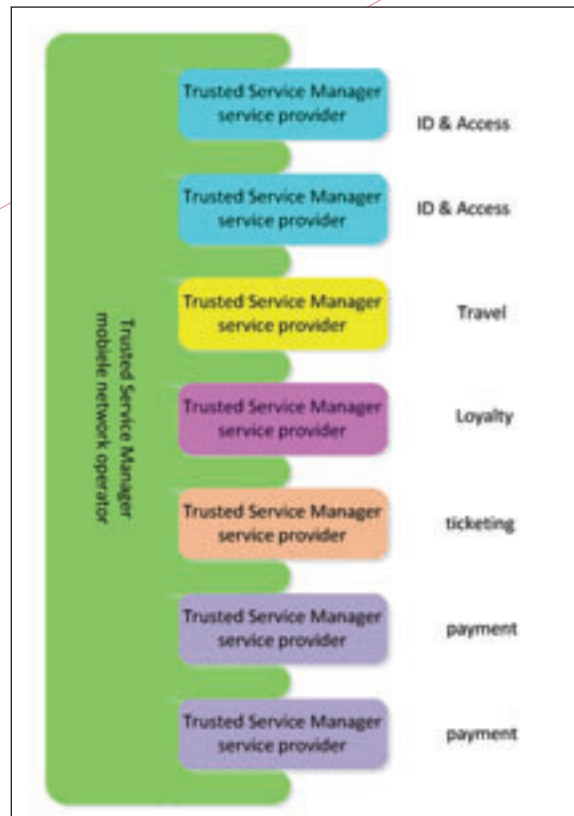 Trusted Service Manager
mobiele network operator
Trusted Service Manager
service provider
ID & Access
Trusted Service Manager
service provider
ID & Access
Trusted Service Manager
service provider
Travel
Trusted Service Manager
service provider
Loyalty
Trusted Service Manager
service provider
ticketing
Trusted Service Manager
service provider
payment
Trusted Service Manager
service provider
payment